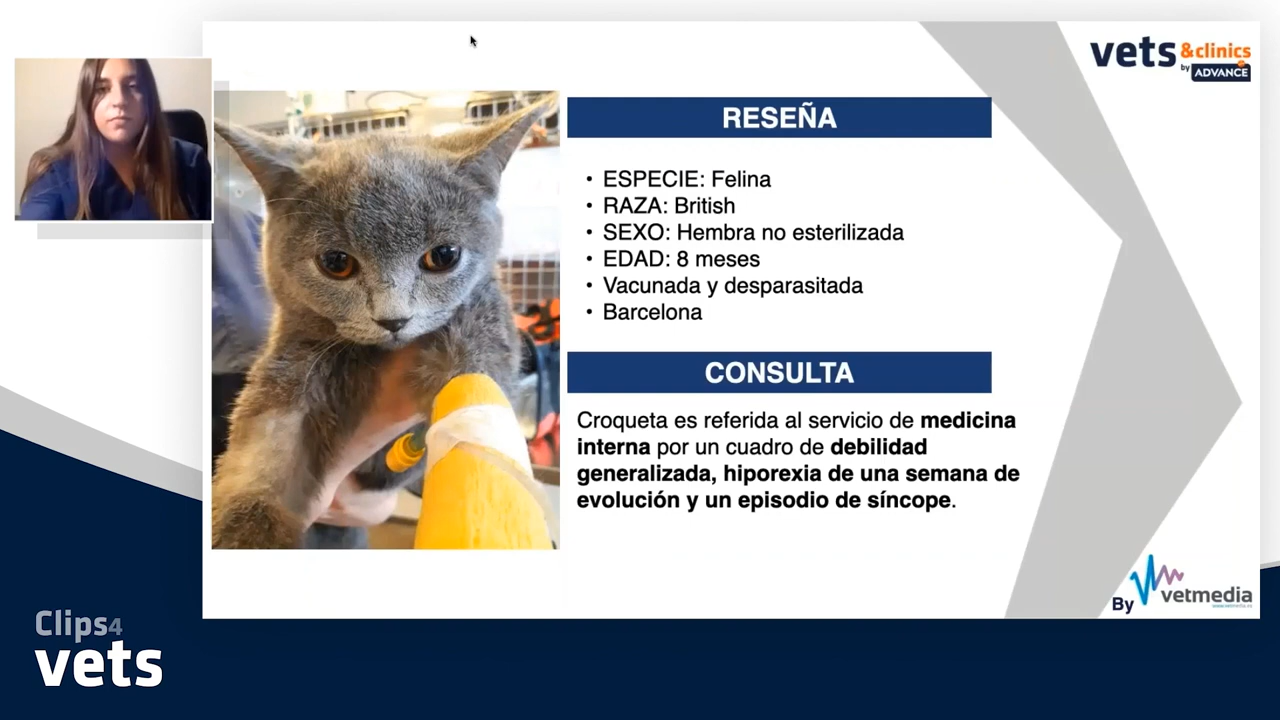 vets &clinics
by ADVANCE
RESEÑA
• ESPECIE: Felina
• RAZA: British
• SEXO: Hembra no esterilizada
• EDAD: 8 meses
• Vacunada y desparasitada
• Barcelona
CONSULTA
Croqueta es referida al servicio de medicina
interna por un cuadro de debilidad
generalizada, hiporexia de una semana de
evolución y un episodio de síncope.
By vetmedia
Clips4
vets